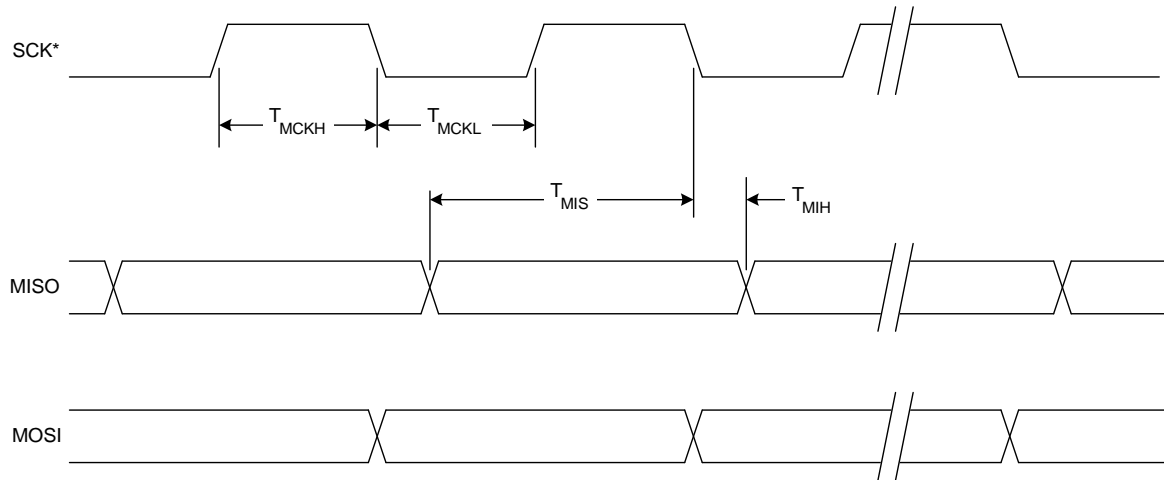 SCK*
T_MCKH
T_MCKL
T_MIS
T_MIH
MISO
MOSI